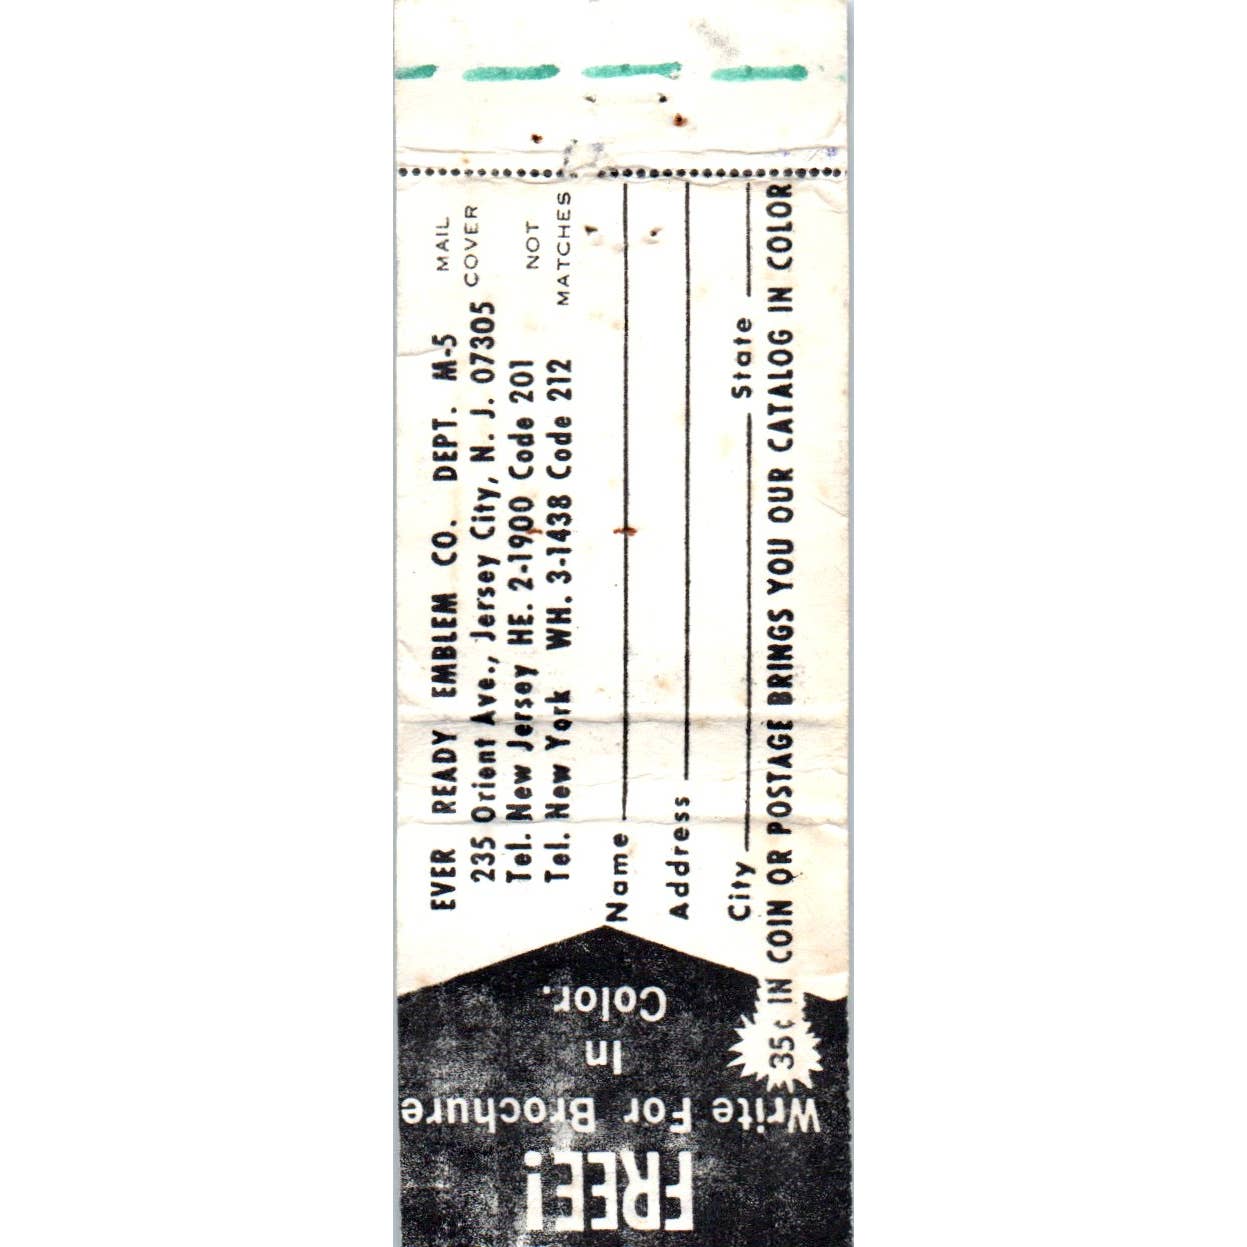 FREE!
Write For Brochure
In
Color.
EVER READY EMBLEM CO. DEPT. M-5
235 Orient Ave., Jersey City, N. J. 07305
Tel. New Jersey HE. 2-1900 Code 201
Tel. New York WH. 3-1438 Code 212
MAIL
COVER
NOT
MATCHES
Name
Address
City State
35¢ IN COIN OR POSTAGE BRINGS YOU OUR CATALOG IN COLOR